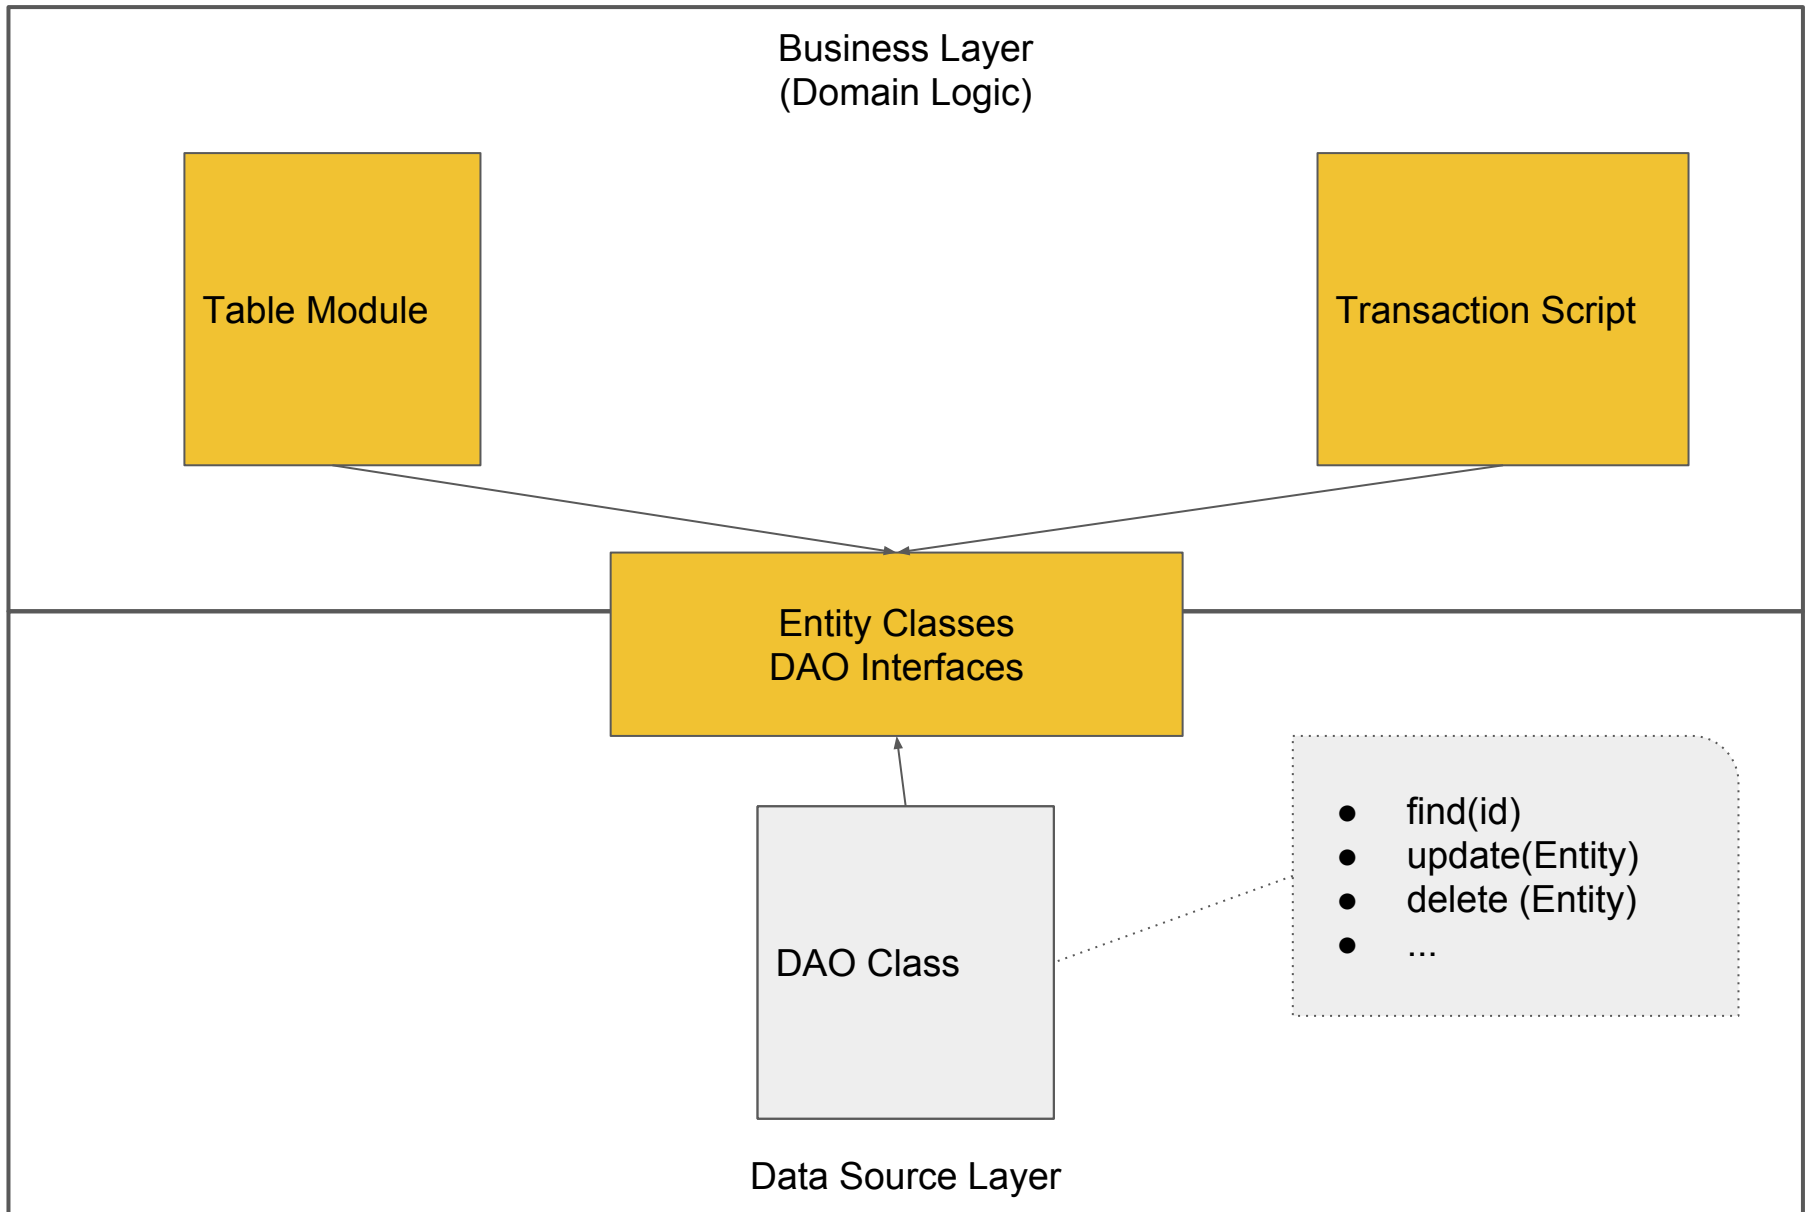 Business Layer
(Domain Logic)
Table Module
Transaction Script
Entity Classes
DAO Interfaces
● find(id)
● update(Entity)
● delete (Entity)
● ...
DAO Class
Data Source Layer